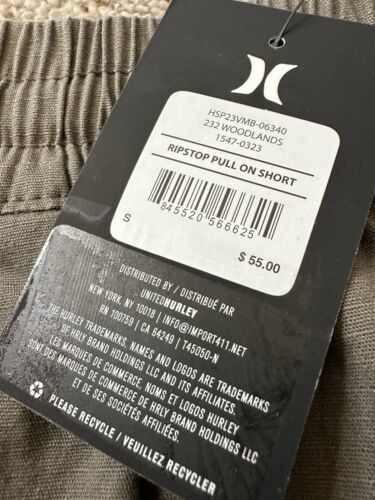 HSP23VMB-06340
232 WOODLANDS
1547-0323
RIPSTOP PULL ON SHORT
845520 566625
S
$ 55.00
DISTRIBUTED BY / DISTRIBUÉ PAR
UNITEDHURLEY
NEW YORK, NY 10018 | INFO@IMPORT411.NET
RN 100759 | CA 64249 | T45050-N
THE HURLEY TRADEMARKS, NAMES AND LOGOS ARE TRADEMARKS
OF HRLY BRAND HOLDINGS LLC AND ITS AFFILIATES.
LES MARQUES DE COMMERCE, NOMS ET LOGOS HURLEY
SONT DES MARQUES DE COMMERCE DE HRLY BRAND HOLDINGS LLC
ET DE SES SOCIÉTÉS AFFILIÉES.
PLEASE RECYCLE / VEUILLEZ RECYCLER